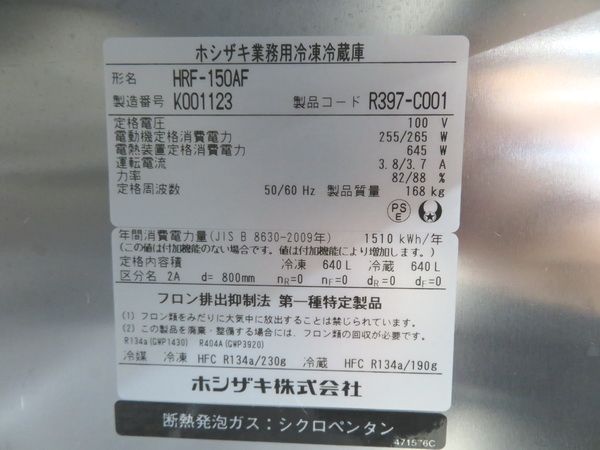 ホシザキ業務用冷凍冷蔵庫
形名 HRF-150AF
製造番号 K001123 製品コード R397-C001
定格電圧 100 V
電動機定格消費電力 255/265 W
電熱装置定格消費電力 645 W
運転電流 3.8/3.7 A
力率 82/88 %
定格周波数 50/60 Hz 製品質量 168 kg
PS E
年間消費電力量(JIS B 8630-2009年) 1510 kWh/年
(この値は付加機能のない場合です。値は付加機能により増加します。)
定格内容積 冷凍 640 L 冷蔵 640 L
区分名 2A d= 800mm nR=0 nF=0 dR=0 dF=0
フロン排出抑制法 第一種特定製品
(1) フロン類をみだりに大気中に放出することは禁じられています。
(2) この製品を廃棄・整備する場合には、フロン類の回収が必要です。
R134a(GWP1430) R404A(GWP3920)
冷媒 冷凍 HFC R134a/230g 冷蔵 HFC R134a/190g
ホシザキ株式会社
断熱発泡ガス：シクロペンタン